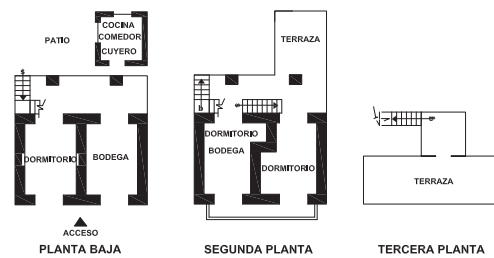 COCINA
COMEDOR
CUYERO
PATIO
S
DORMITORIO
BODEGA
ACCESO
PLANTA BAJA
TERRAZA
b
s
DORMITORIO
BODEGA
DORMITORIO
SEGUNDA PLANTA
TERRAZA
TERCERA PLANTA